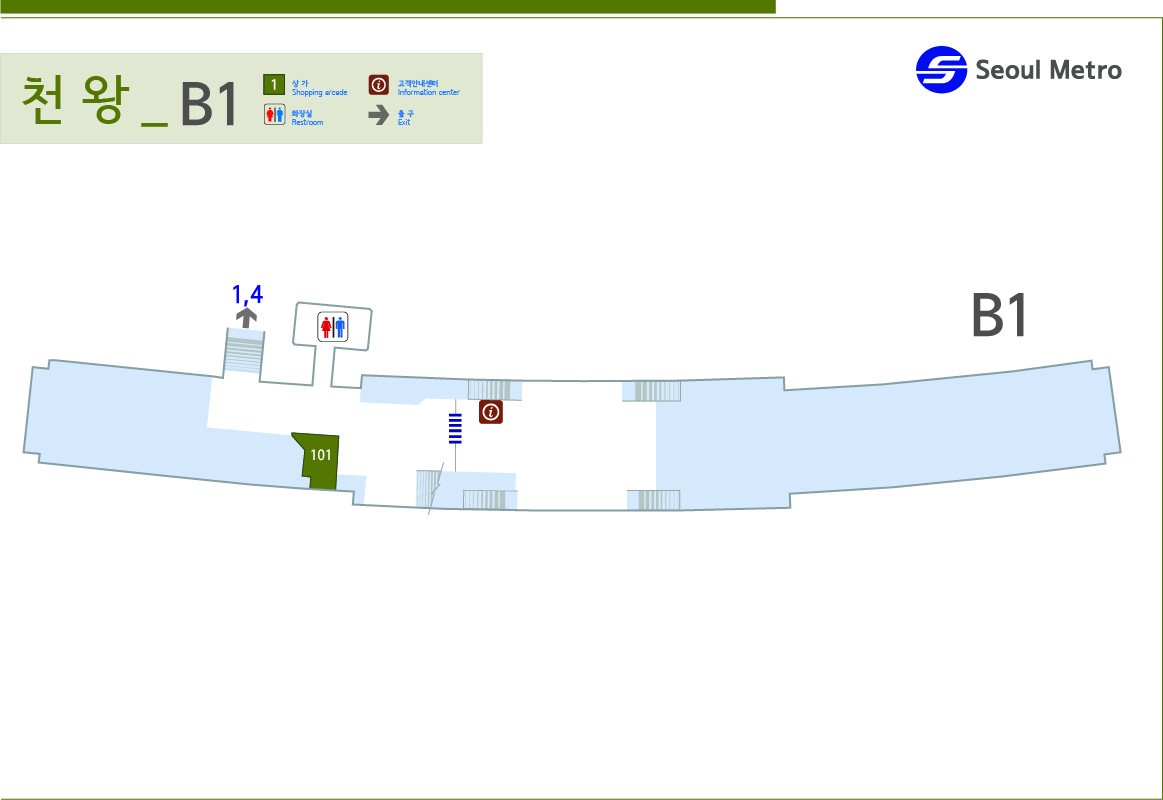 천 왕 _ B1
1
상 가
Shopping arcade
고객안내센터
Information center
화장실
Restroom
출 구
Exit
Seoul Metro
1,4
B1
101